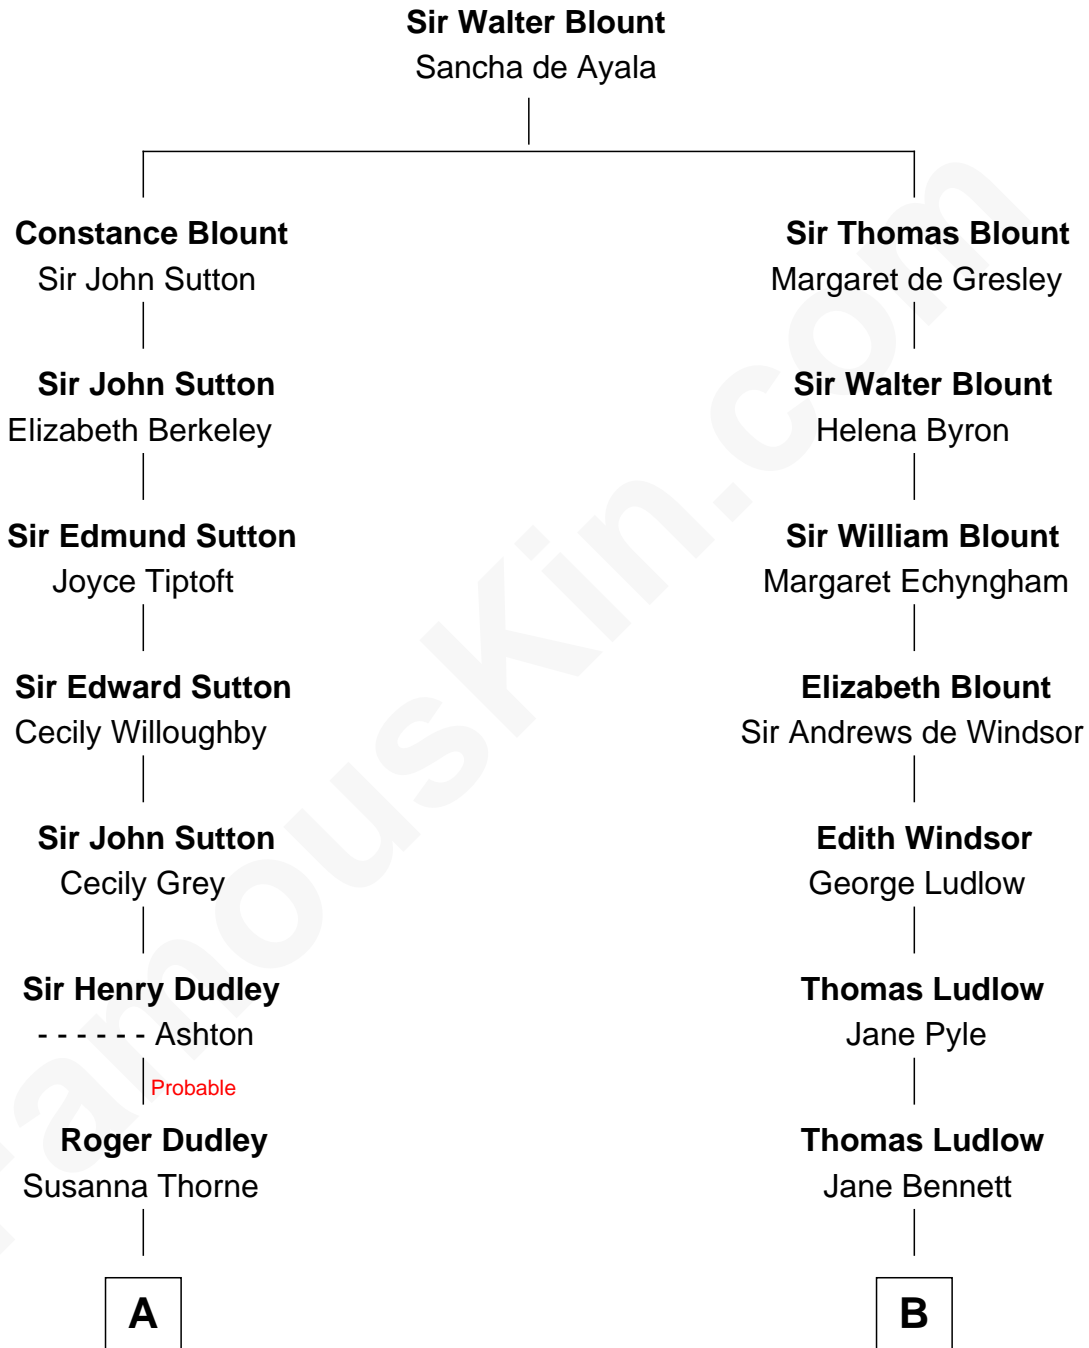 Sir Walter Blount
Sancha de Ayala
Constance Blount
Sir John Sutton
Sir Thomas Blount
Margaret de Gresley
Sir John Sutton
Elizabeth Berkeley
Sir Walter Blount
Helena Byron
Sir Edmund Sutton
Joyce Tiptoft
Sir William Blount
Margaret Echyngham
Sir Edward Sutton
Cecily Willoughby
Elizabeth Blount
Sir Andrews de Windsor
Sir John Sutton
Cecily Grey
Edith Windsor
George Ludlow
Sir Henry Dudley
- - - - - - Ashton
Probable
Thomas Ludlow
Jane Pyle
Roger Dudley
Susanna Thorne
Thomas Ludlow
Jane Bennett
A
B
FamousKin.com